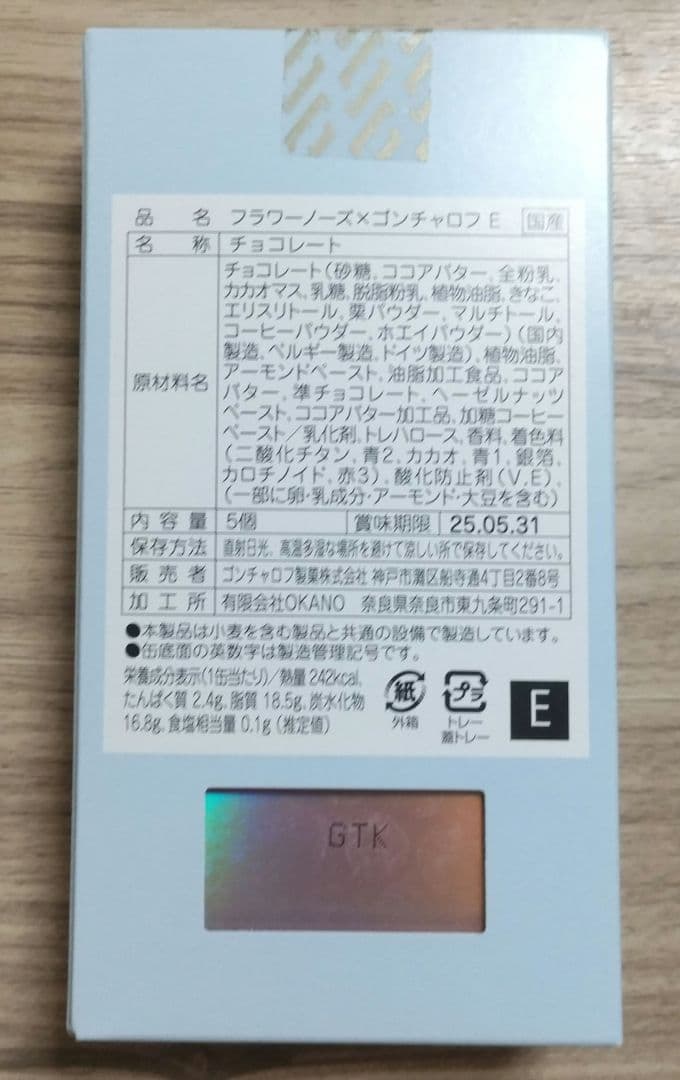 品名 フラワーノーズ×ゴンチャロフ E 国産
名称 チョコレート
原材料名
チョコレート(砂糖、ココアバター、全粉乳、
カカオマス、乳糖、脱脂粉乳、植物油脂、きなこ、
エリスリトール、栗パウダー、マルチトール、
コーヒーパウダー、ホエイパウダー)(国内
製造、ベルギー製造、ドイツ製造)、植物油脂、
アーモンドペースト、油脂加工食品、ココア
バター、準チョコレート、ヘーゼルナッツ
ペースト、ココアバター加工品、加糖コーヒー
ペースト/乳化剤、トレハロース、香料、着色料
(二酸化チタン、青2、カカオ、青1、銀箔、
カロチノイド、赤3)、酸化防止剤(V.E)、
(一部に卵・乳成分・アーモンド・大豆を含む)
内容量 5個 賞味期限 25.05.31
保存方法 直射日光、高温多湿な場所を避けて涼しい所で保存してください。
販売者 ゴンチャロフ製菓株式会社 神戸市灘区船寺通4丁目2番8号
加工所 有限会社OKANO 奈良県奈良市東九条町291-1
●本製品は小麦を含む製品と共通の設備で製造しています。
●缶底面の英数字は製造管理記号です。
栄養成分表示(1缶当たり)/熱量 242kcal、
たんぱく質 2.4g、脂質 18.5g、炭水化物
16.8g、食塩相当量 0.1g (推定値)
紙
外箱
プラ
トレー
蓋トレー
E
GTK